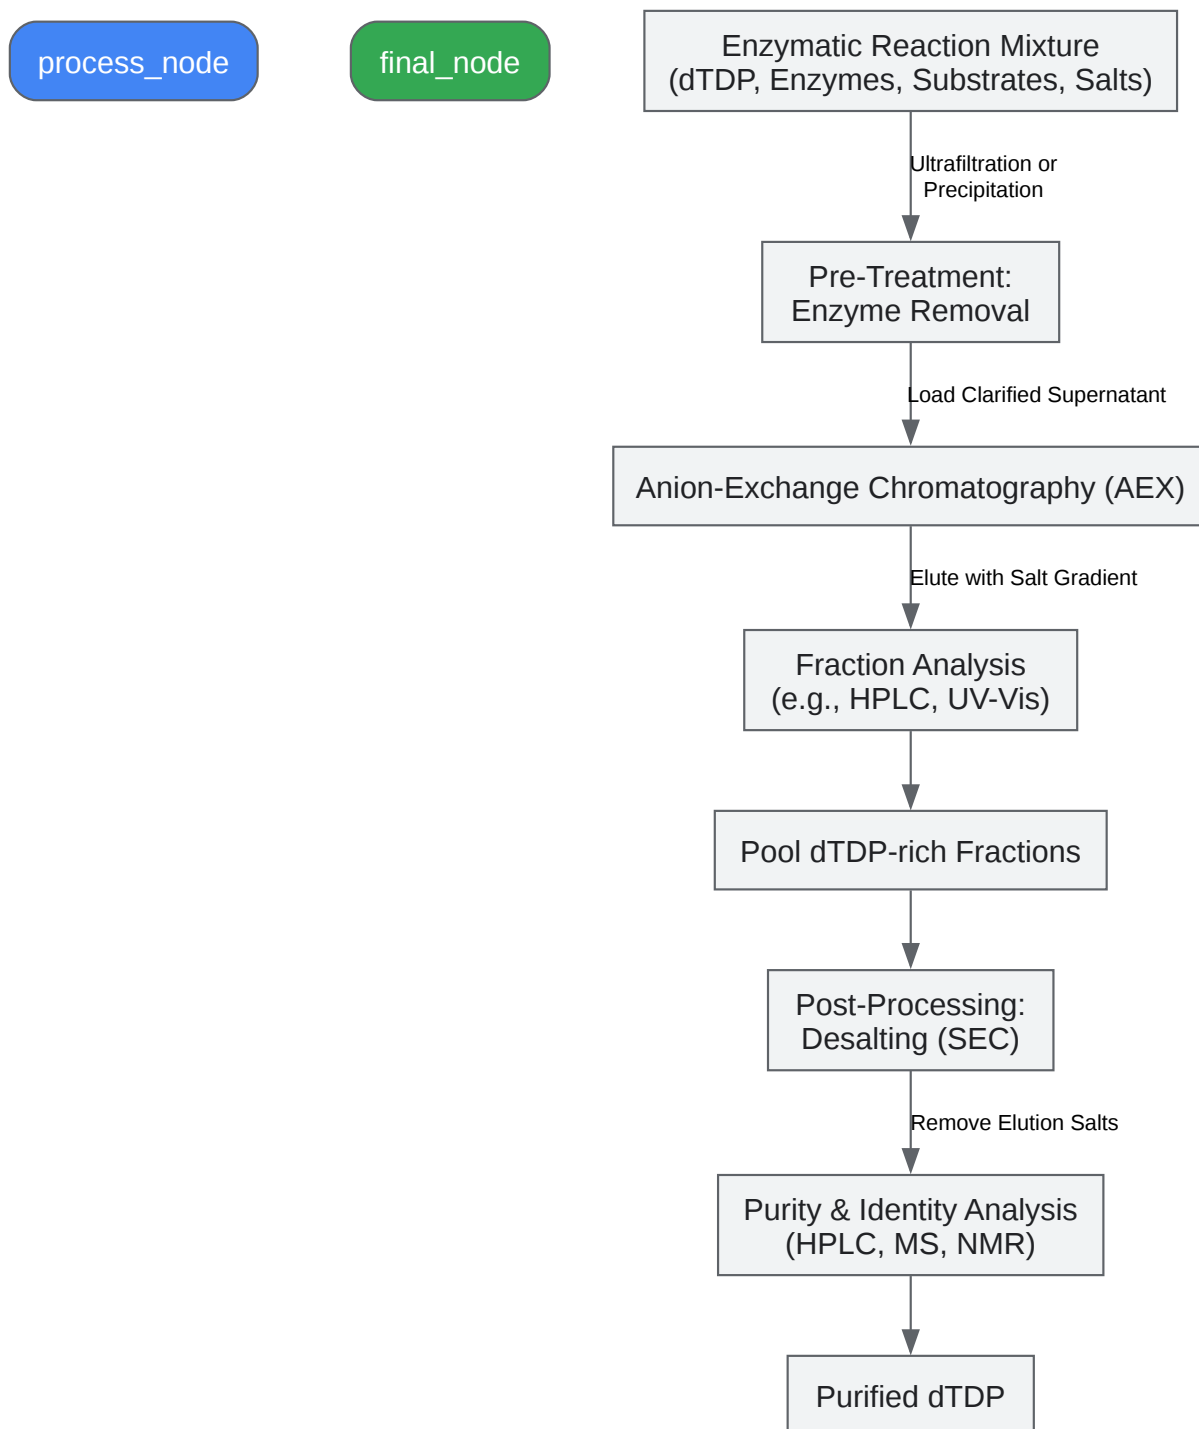 process_node
final_node
Enzymatic Reaction Mixture
(dTDP, Enzymes, Substrates, Salts)
Ultrafiltration or
Precipitation
Pre-Treatment:
Enzyme Removal
Load Clarified Supernatant
Anion-Exchange Chromatography (AEX)
Elute with Salt Gradient
Fraction Analysis
(e.g., HPLC, UV-Vis)
Pool dTDP-rich Fractions
Post-Processing:
Desalting (SEC)
Remove Elution Salts
Purity & Identity Analysis
(HPLC, MS, NMR)
Purified dTDP